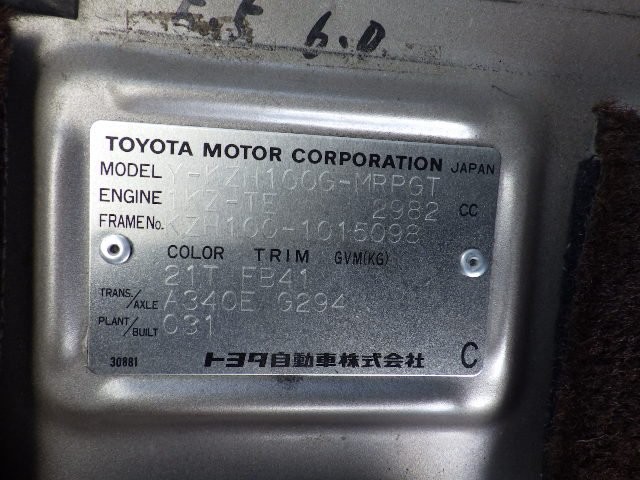 E.F 6.0
TOYOTA MOTOR CORPORATION JAPAN
MODEL Y-KZH100G-MRPGT
ENGINE 1KZ-TE 2982 CC
FRAME No. KZH100-1015098
COLOR TRIM GVM(KG)
21T FB41
TRANS./AXLE A340E G294
PLANT/BUILT 031
30881 トヨタ自動車株式会社 C